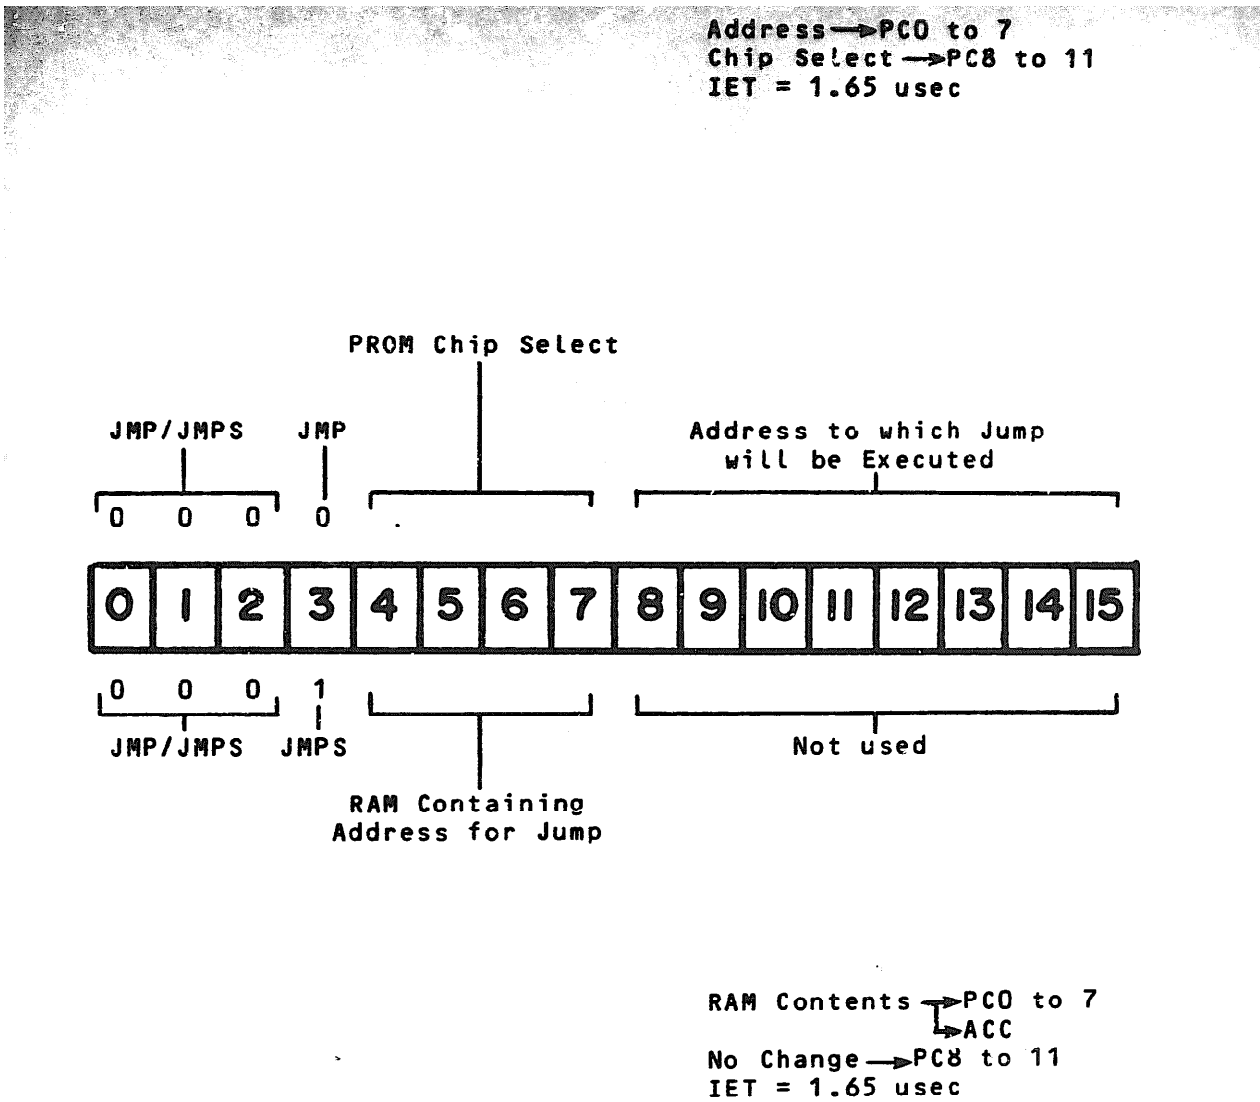 Address→PC0 to 7
Chip Select→PC8 to 11
IET = 1.65 usec
PROM Chip Select
JMP/JMPS JMP Address to which Jump
will be Executed
0 0 0 0
0 1 2 3 4 5 6 7 8 9 10 11 12 13 14 15
0 0 0 1
JMP/JMPS JMPS Not used
RAM Containing
Address for Jump
RAM Contents→PC0 to 7
→ACC
No Change→PC8 to 11
IET = 1.65 usec